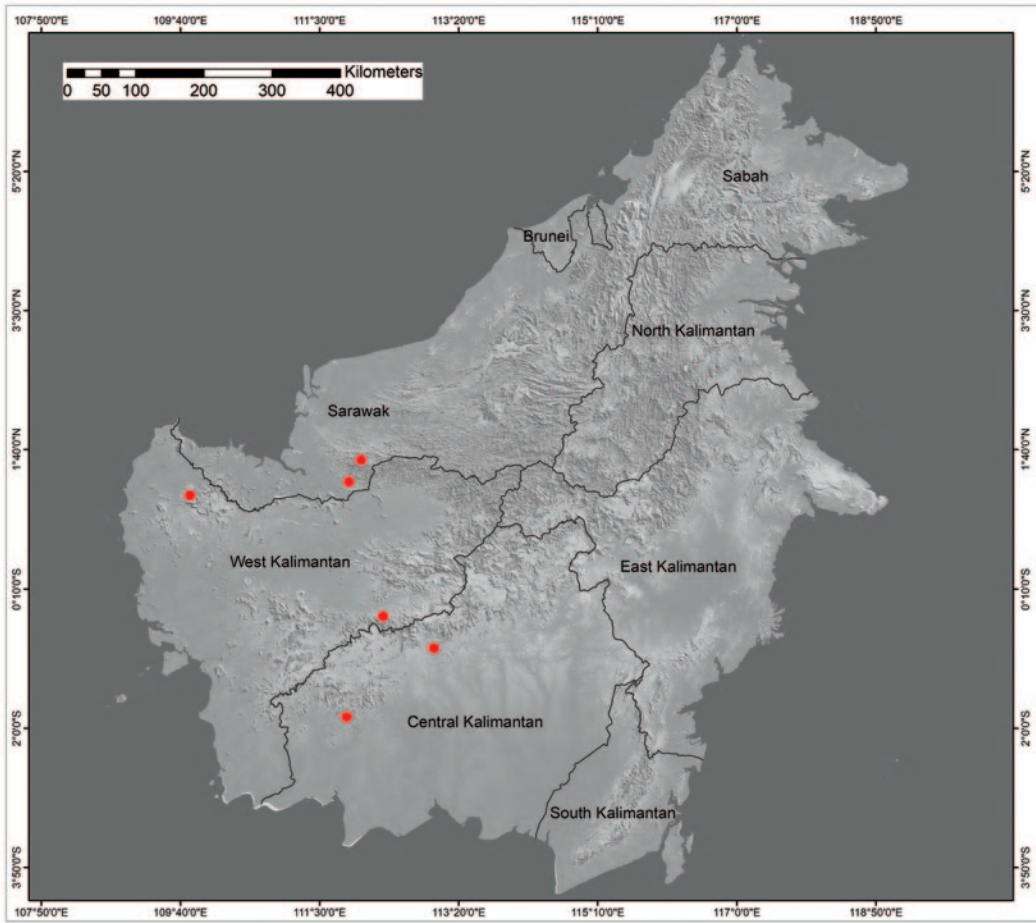 107°50'0"E 109°40'0"E 111°30'0"E 113°20'0"E 115°10'0"E 117°0'0"E 118°50'0"E
Kilometers
0 50 100 200 300 400
5°20'0"N 5°20'0"N
Sabah
Brunei
3°30'0"N 3°30'0"N
North Kalimantan
Sarawak
1°40'0"N 1°40'0"N
West Kalimantan
East Kalimantan
0°10'0"S 0°10'0"S
Central Kalimantan
2°0'0"S 2°0'0"S
South Kalimantan
3°50'0"S 3°50'0"S
107°50'0"E 109°40'0"E 111°30'0"E 113°20'0"E 115°10'0"E 117°0'0"E 118°50'0"E